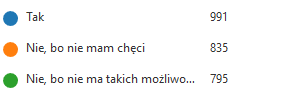 Tak 991
Nie, bo nie mam chęci 835
Nie, bo nie ma takich możliwo... 795